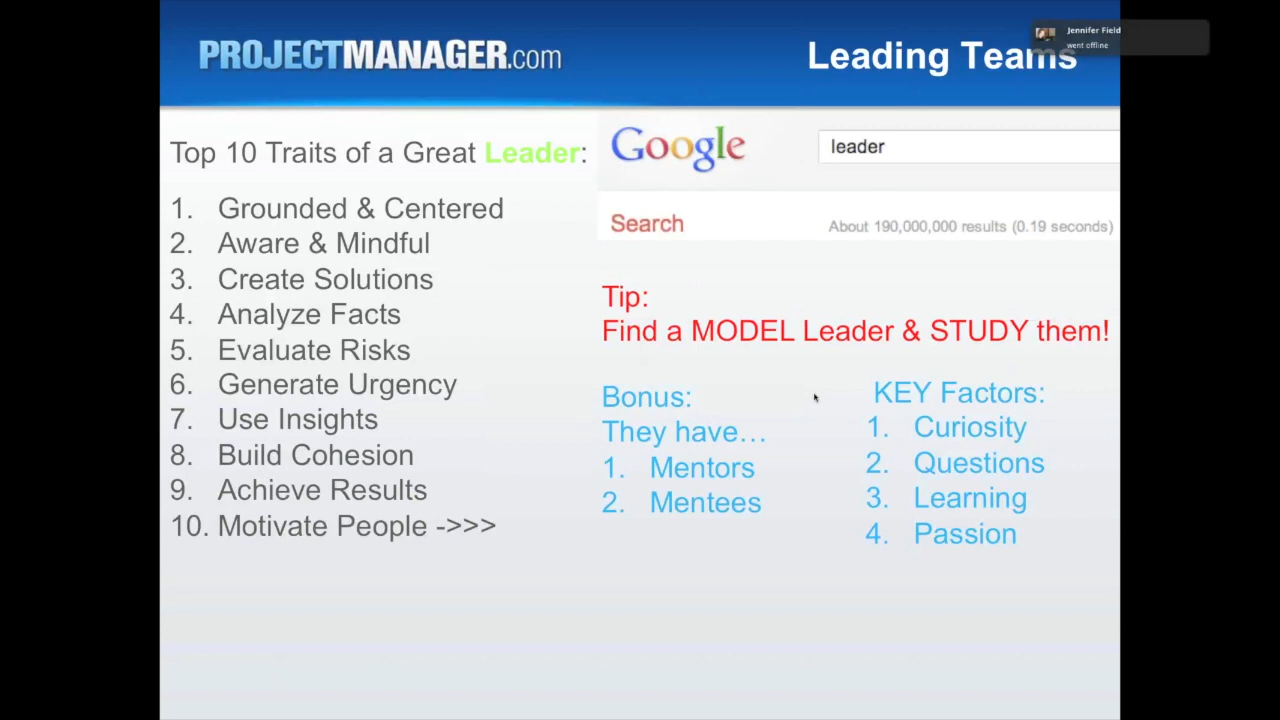 PROJECTMANAGER.com
Leading Teams
Jennifer Field
went offline
Top 10 Traits of a Great Leader:
1. Grounded & Centered
2. Aware & Mindful
3. Create Solutions
4. Analyze Facts
5. Evaluate Risks
6. Generate Urgency
7. Use Insights
8. Build Cohesion
9. Achieve Results
10. Motivate People ->>>
Google
leader
Search
About 190,000,000 results (0.19 seconds)
Tip:
Find a MODEL Leader & STUDY them!
Bonus:
They have…
1. Mentors
2. Mentees
KEY Factors:
1. Curiosity
2. Questions
3. Learning
4. Passion